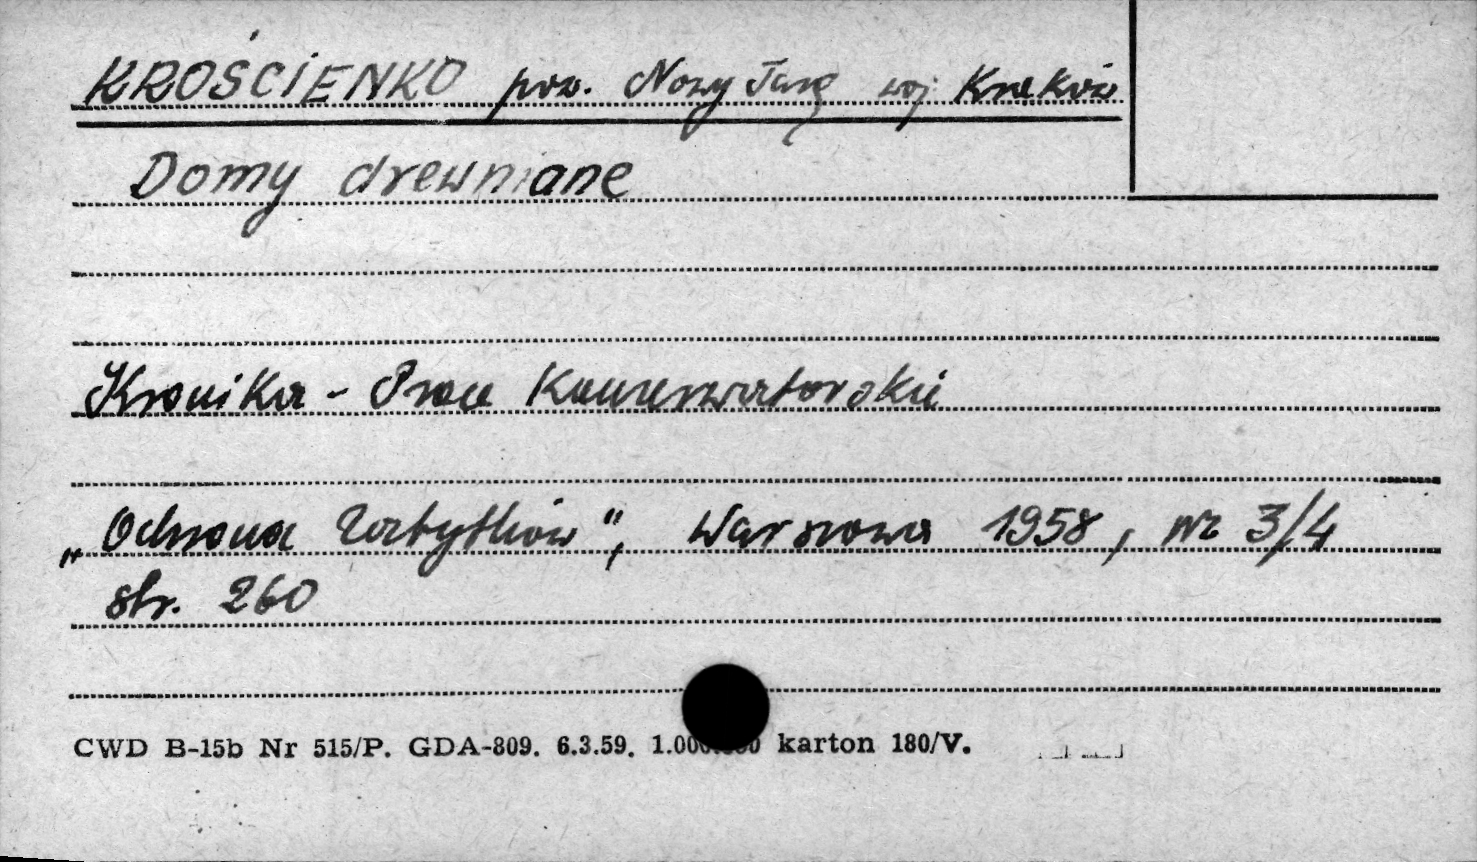 KROŚCIENKO pow. Nowy Targ woj. Kraków
Domy drewniane
Kronika - Prace Konserwatorskie
„Ochrona Zabytków", Warszawa 1958, nr 3/4
str. 260
CWD B-15b Nr 515/P. GDA-809. 6.3.59. karton 180/V.